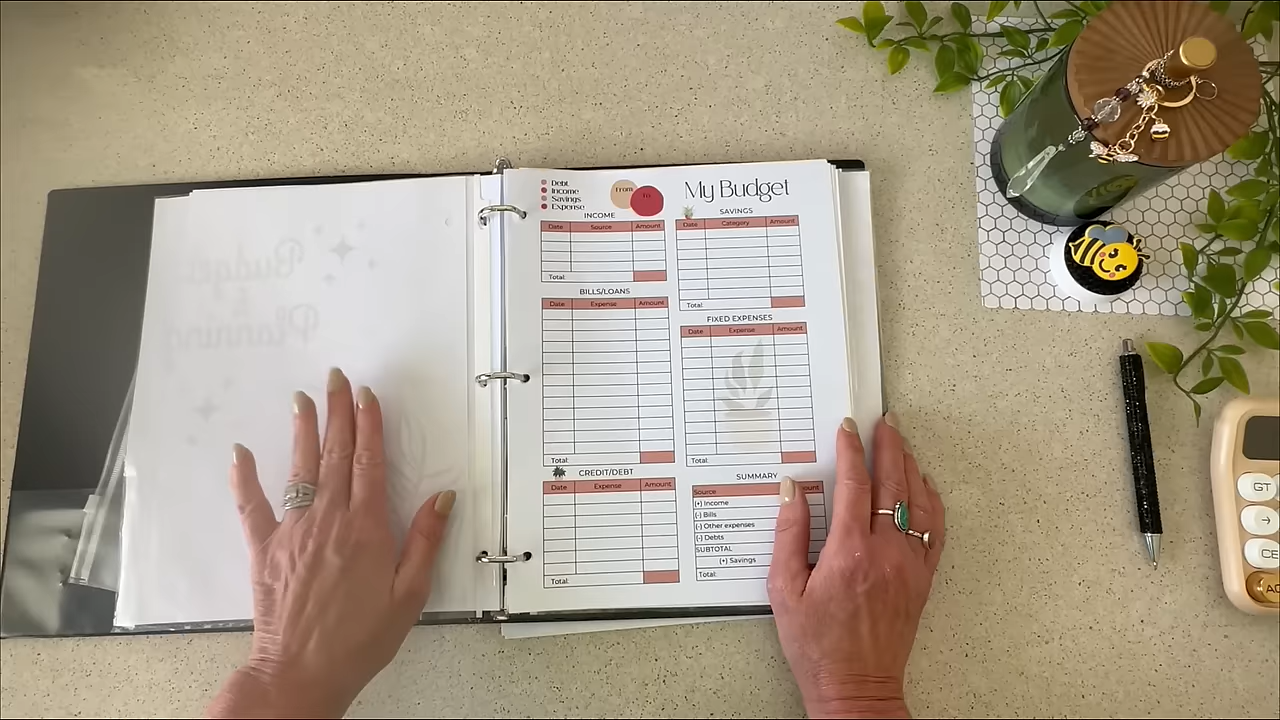 Budget
Planning
Debt
Income
Savings
Expense
From
To
My Budget
INCOME
Date Source Amount
Total:
SAVINGS
Date Category Amount
Total:
BILLS/LOANS
Date Expense Amount
Total:
FIXED EXPENSES
Date Expense Amount
Total:
CREDIT/DEBT
Date Expense Amount
Total:
SUMMARY
Source
(+) Income
(-) Bills
(-) Other expenses
(-) Debts
SUBTOTAL
(+) Savings
Total:
GT
→
CE